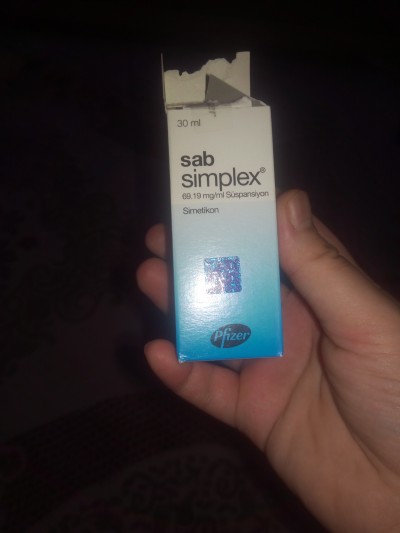 30 ml
sab
simplex®
69.19 mg/ml Süspansiyon
Simetikon
Pfizer